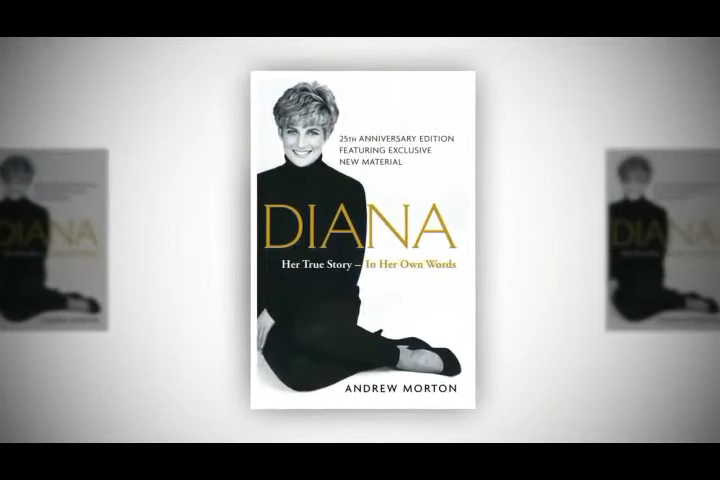 25TH ANNIVERSARY EDITION
FEATURING EXCLUSIVE
NEW MATERIAL
DIANA
Her True Story – In Her Own Words
ANDREW MORTON